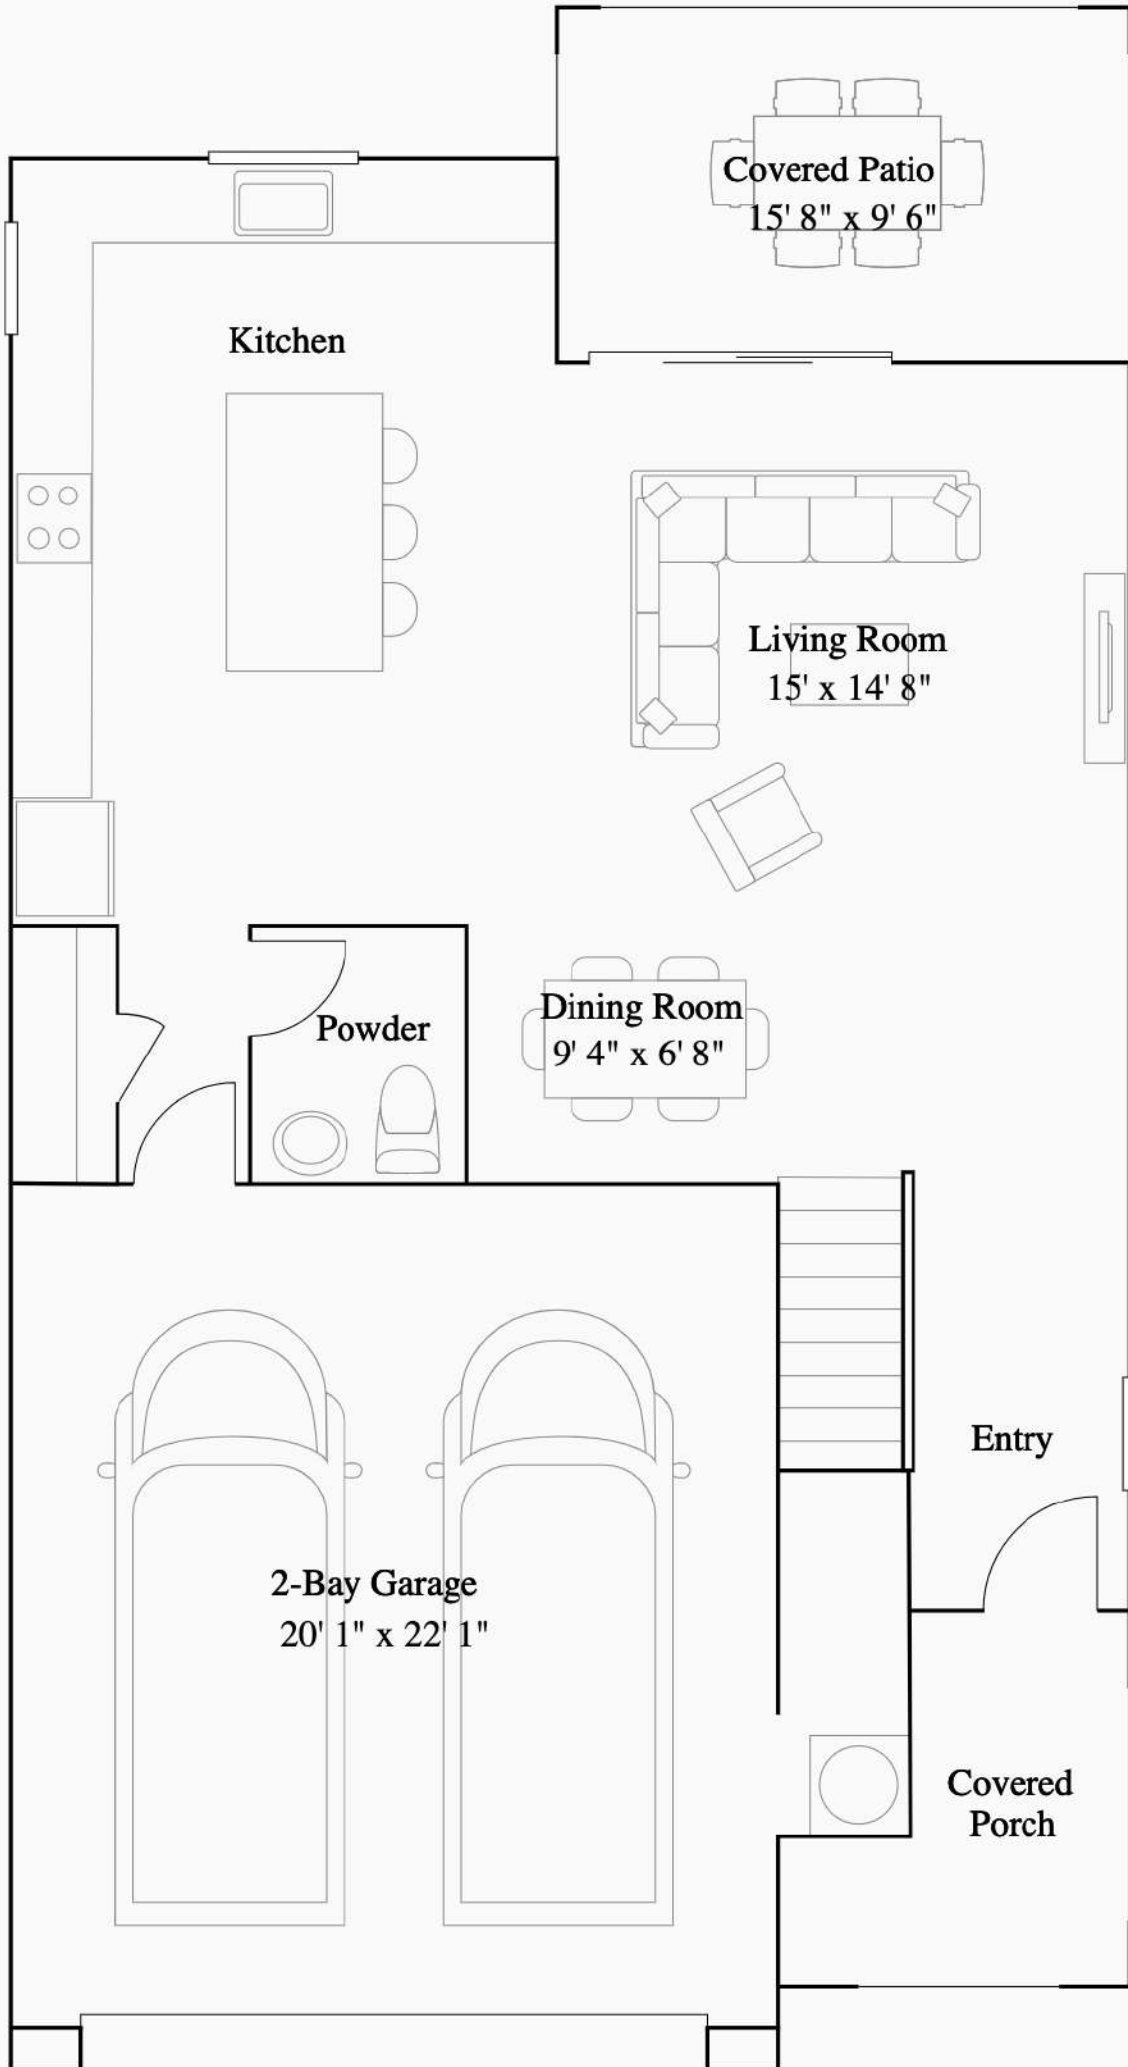 Covered Patio
15' 8" x 9' 6"
Kitchen
Living Room
15' x 14' 8"
Dining Room
9' 4" x 6' 8"
Powder
Entry
2-Bay Garage
20' 1" x 22' 1"
Covered
Porch